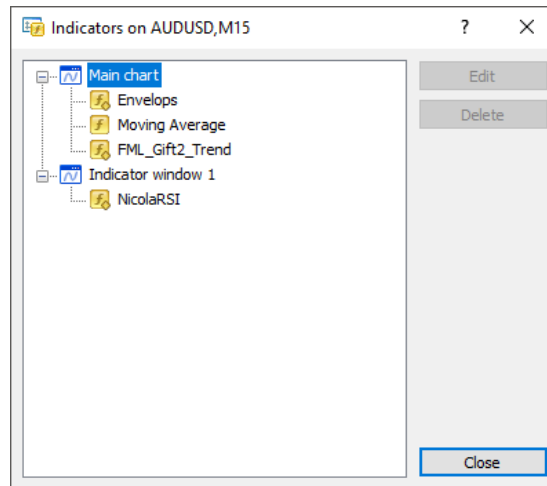 Indicators on AUDUSD,M15
?
Main chart
Envelops
Moving Average
FML_Gift2_Trend
Indicator window 1
NicolaRSI
Edit
Delete
Close